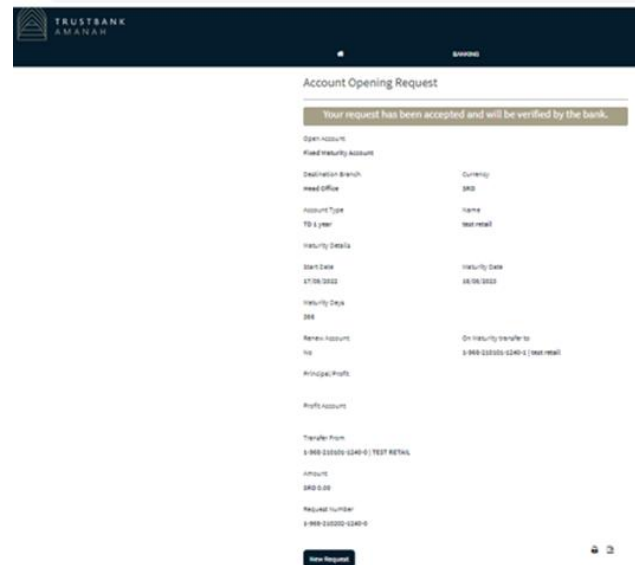 TRUSTBANK
AMANAH
BANKING
Account Opening Request
Your request has been accepted and will be verified by the bank.
Open Account
Fixed Maturity Account
Destination Branch Currency
Head Office SRD
Account Type Name
TD 1 year test retail
Maturity Details
Start Date Maturity Date
Maturity Days
Renew Account On Maturity transfer to
No | test retail
Principal/Profit
Profit Account
Transfer From
| TEST RETAIL
Amount
SRD 0.00
Request Number
New Request